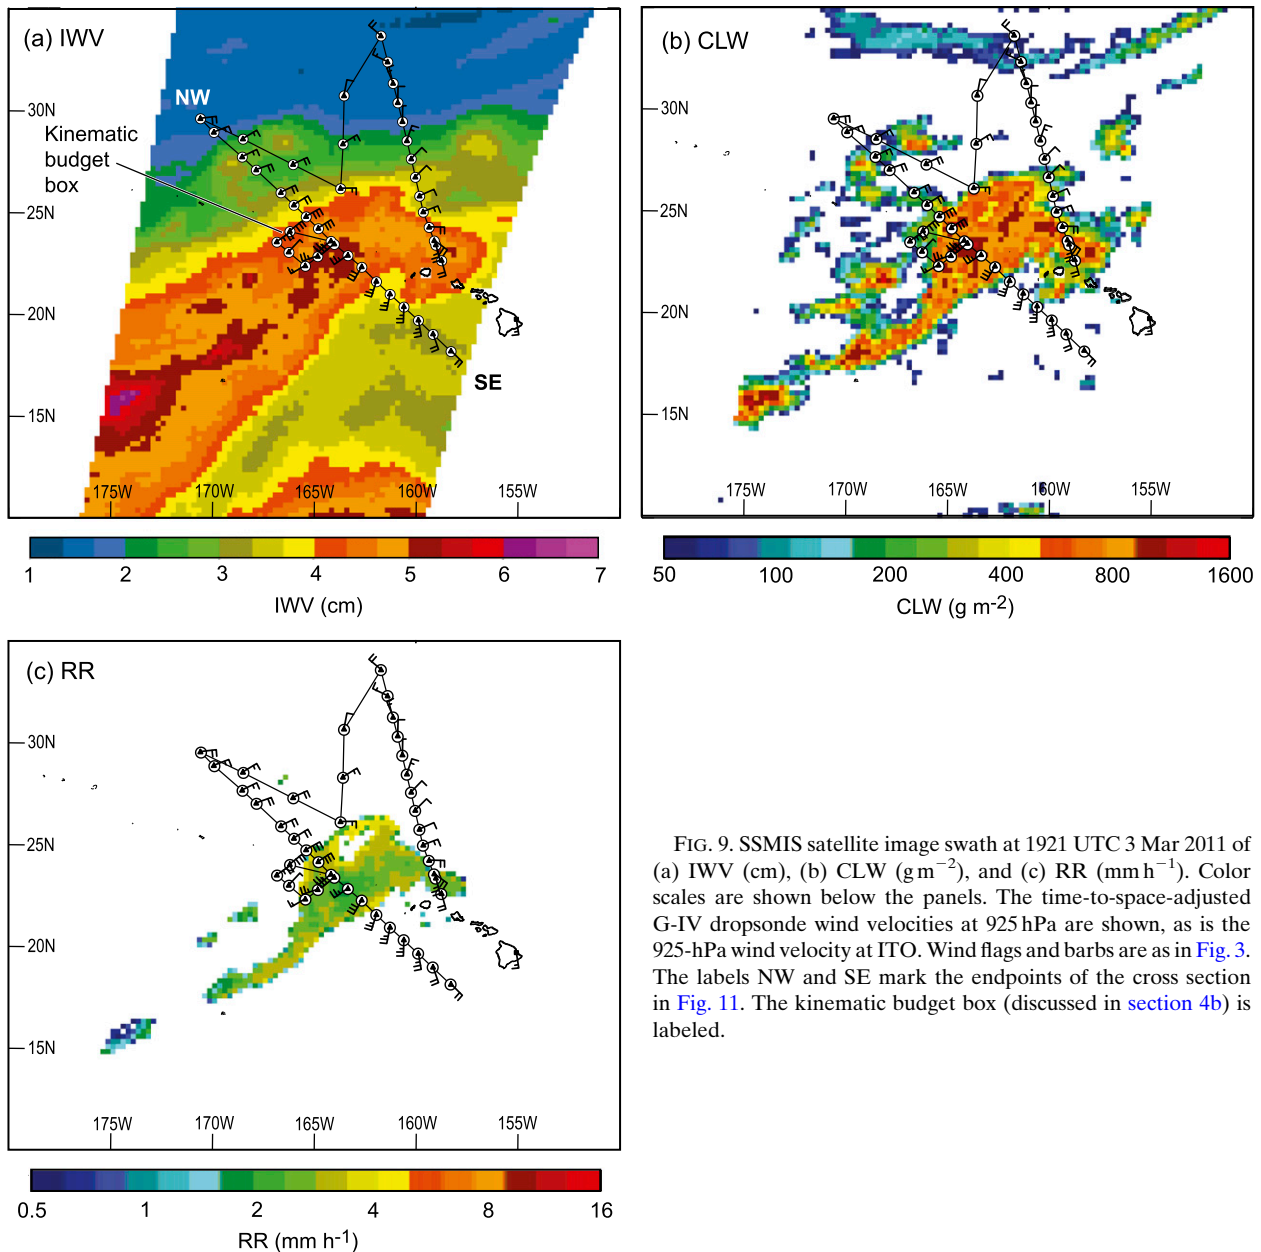 (a) IWV
NW
30N
Kinematic
budget
box
25N
20N
SE
15N
175W 170W 165W 160W 155W
1 2 3 4 5 6 7
IWV (cm)
(b) CLW
30N
25N
20N
15N
175W 170W 165W 160W 155W
50 100 200 400 800 1600
CLW (g m-2)
(c) RR
30N
25N
20N
15N
175W 170W 165W 160W 155W
0.5 1 2 4 8 16
RR (mm h-1)
FIG. 9. SSMIS satellite image swath at 1921 UTC 3 Mar 2011 of
(a) IWV (cm), (b) CLW (g m−2), and (c) RR (mm h−1). Color
scales are shown below the panels. The time-to-space-adjusted
G-IV dropsonde wind velocities at 925 hPa are shown, as is the
925-hPa wind velocity at ITO. Wind flags and barbs are as in Fig. 3.
The labels NW and SE mark the endpoints of the cross section
in Fig. 11. The kinematic budget box (discussed in section 4b) is
labeled.